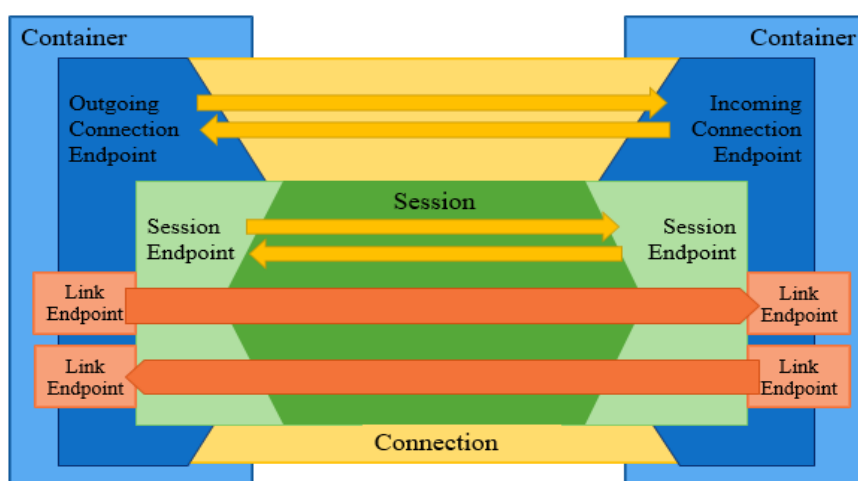 Container
Container
Outgoing
Connection
Endpoint
Incoming
Connection
Endpoint
Session
Session
Endpoint
Session
Endpoint
Link
Endpoint
Link
Endpoint
Link
Endpoint
Link
Endpoint
Connection